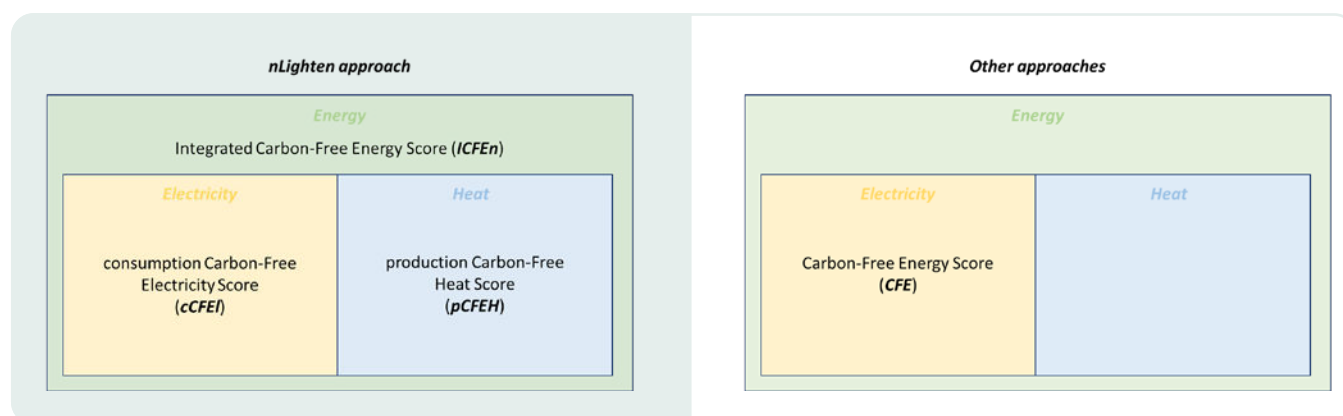 nLighten approach
Energy
Integrated Carbon-Free Energy Score (ICFEn)
Electricity
consumption Carbon-Free
Electricity Score
(cCFEl)
Heat
production Carbon-Free
Heat Score
(pCFEH)
Other approaches
Energy
Electricity
Carbon-Free Energy Score
(CFE)
Heat